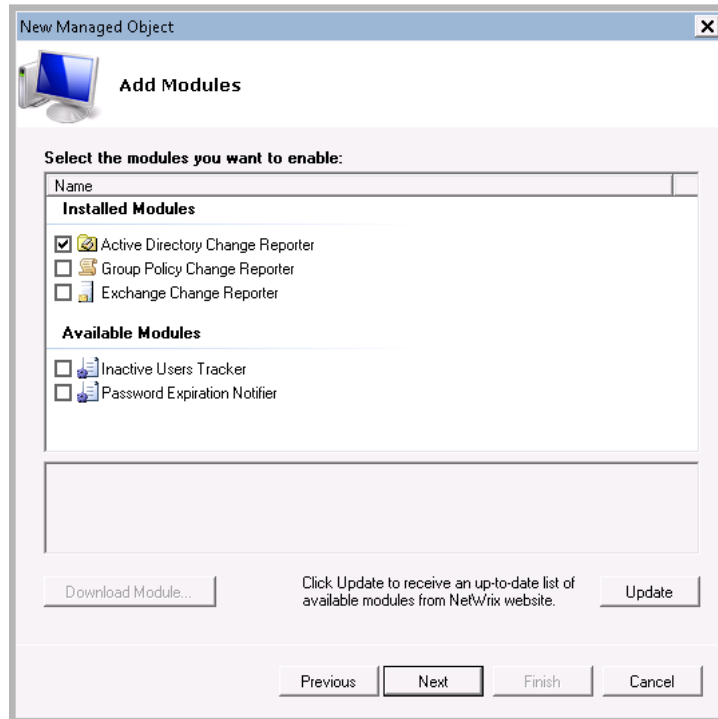 New Managed Object
Add Modules
Select the modules you want to enable:
Name
Installed Modules
Active Directory Change Reporter
Group Policy Change Reporter
Exchange Change Reporter
Available Modules
Inactive Users Tracker
Password Expiration Notifier
Download Module...
Click Update to receive an up-to-date list of
available modules from NetWrix website.
Update
Previous
Next
Finish
Cancel